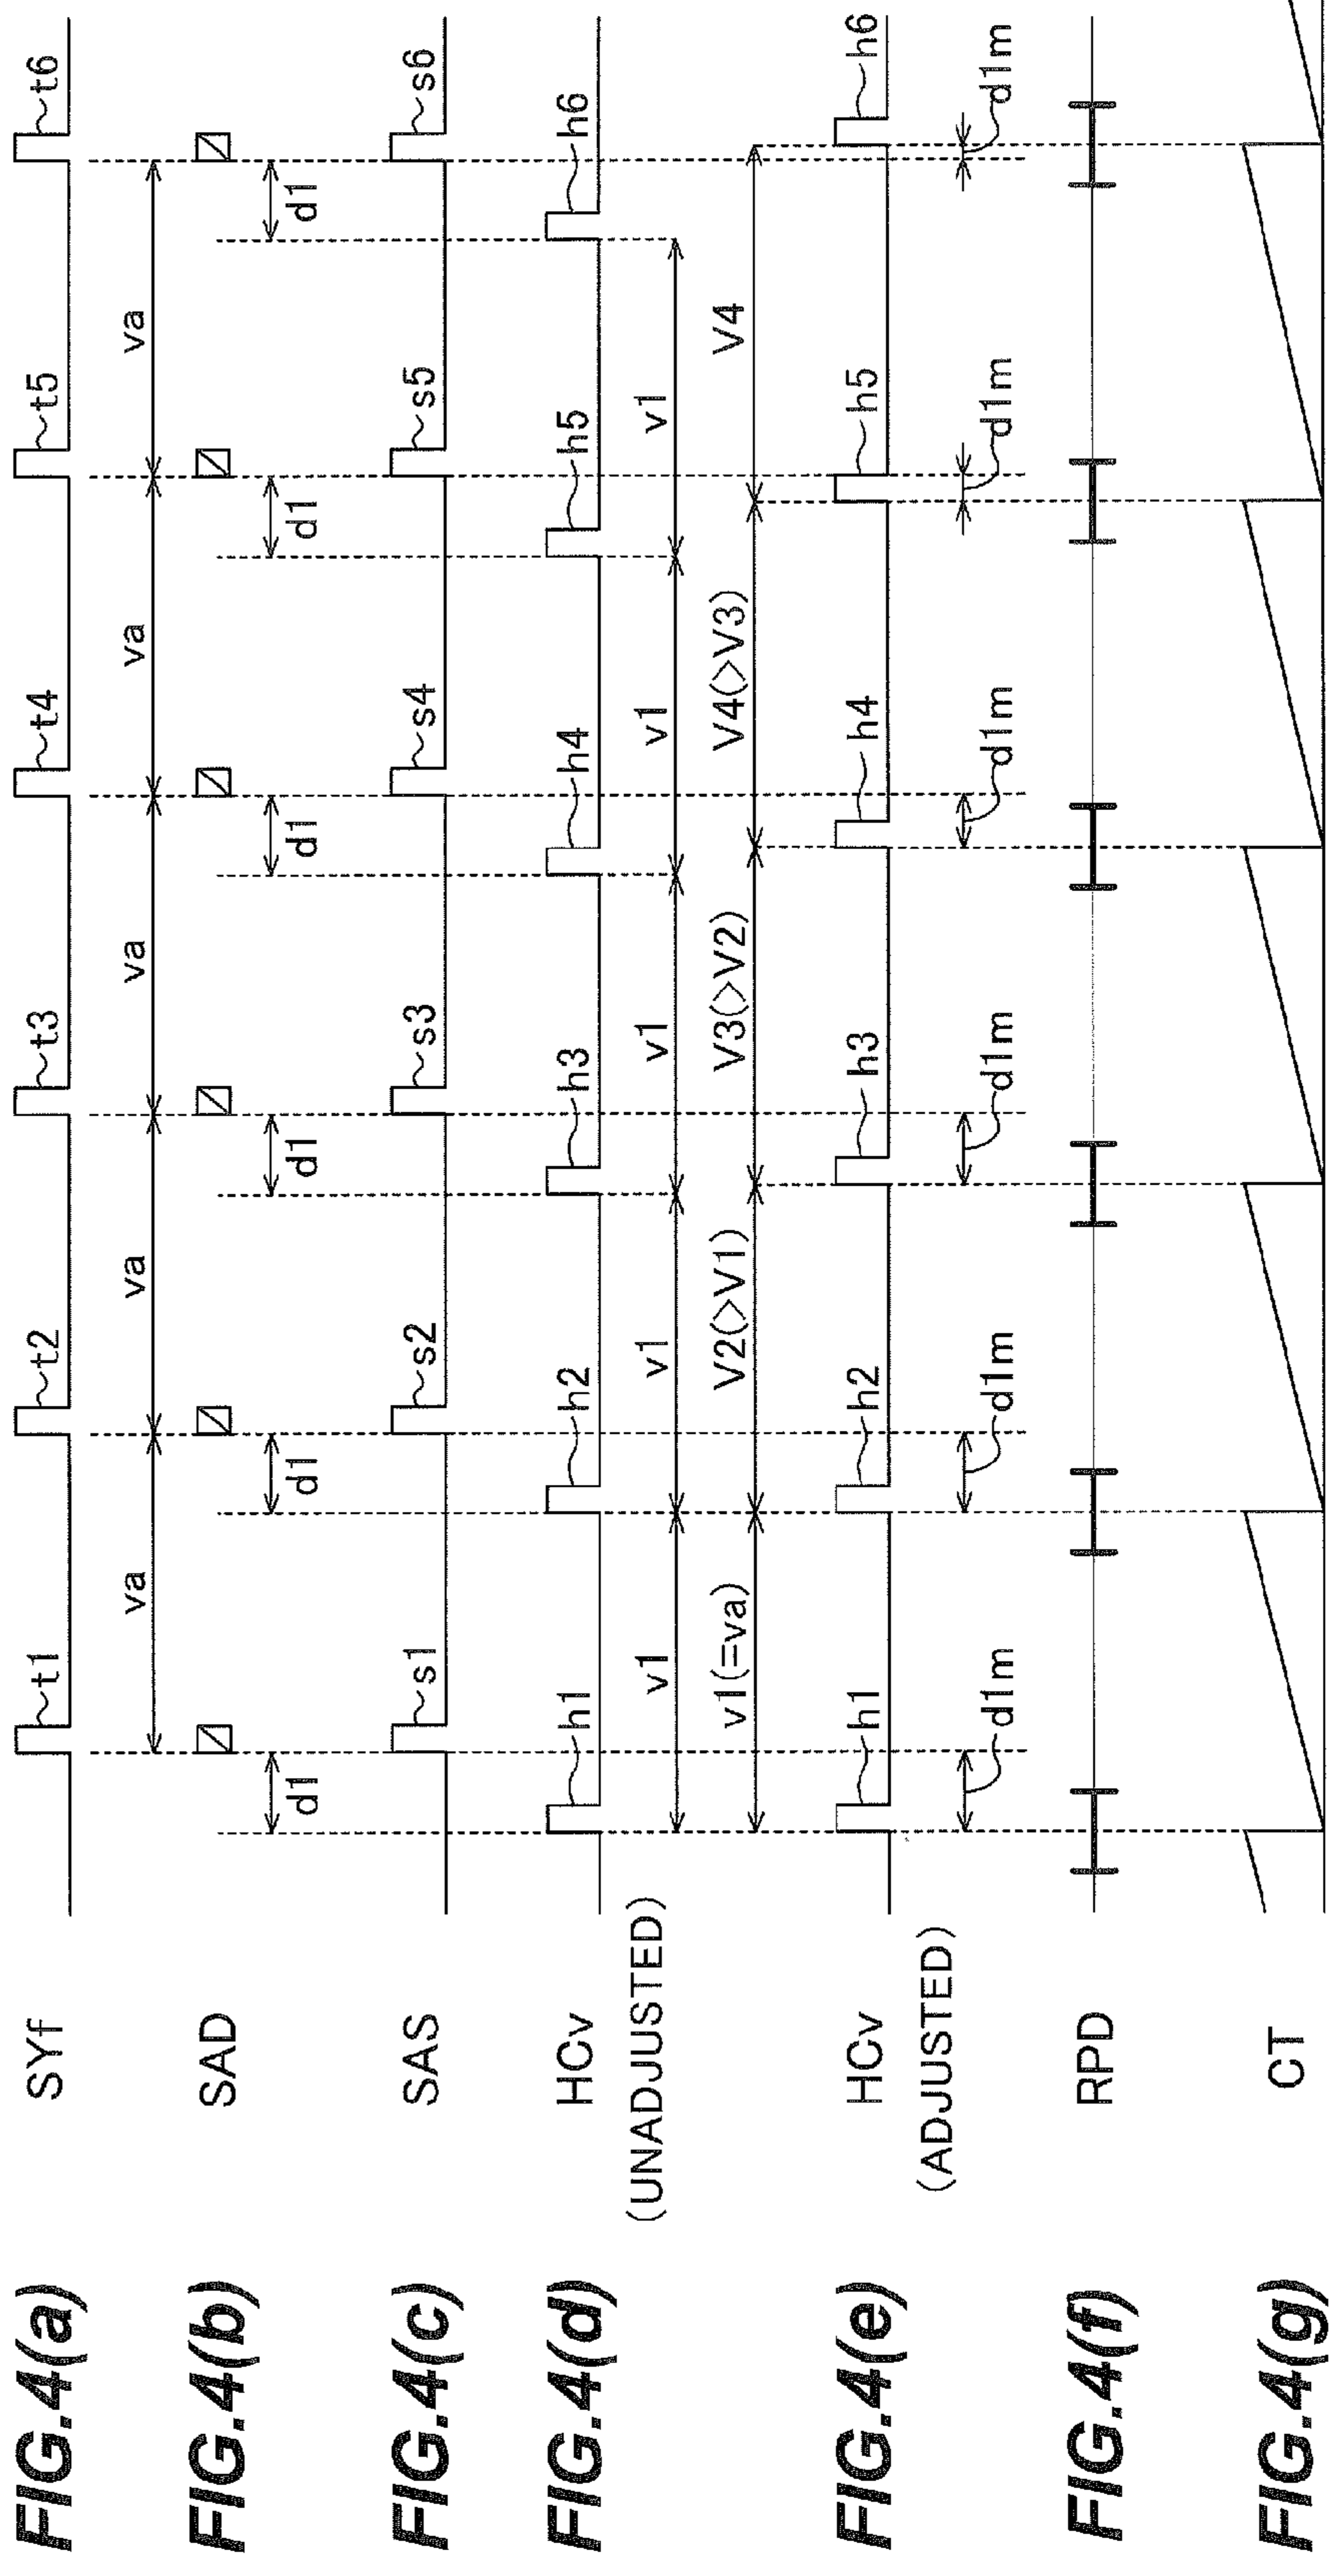 FIG.4(a)
SYf
t1
t2
t3
t4
t5
t6
va
va
va
va
va
FIG.4(b)
SAD
d1
d1
d1
d1
d1
d1
FIG.4(c)
SAS
s1
s2
s3
s4
s5
s6
FIG.4(d)
HCv
(UNADJUSTED)
h1
h2
h3
h4
h5
h6
v1
v1
v1
v1
v1
v1(=va)
V2(>V1)
V3(>V2)
V4(>V3)
V4
FIG.4(e)
HCv
(ADJUSTED)
h1
h2
h3
h4
h5
h6
d1m
d1m
d1m
d1m
d1m
d1m
FIG.4(f)
RPD
FIG.4(g)
CT